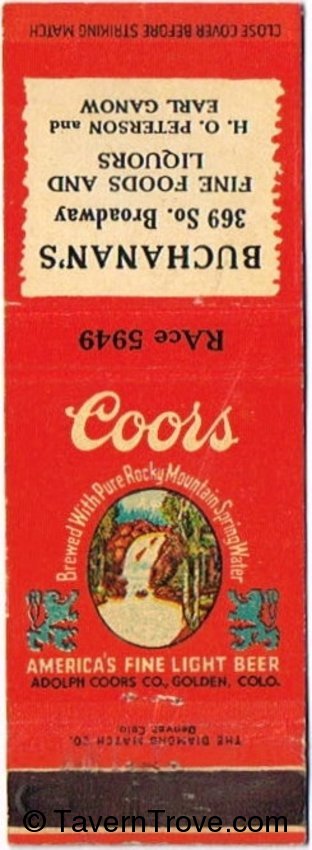 CLOSE COVER BEFORE STRIKING MATCH
BUCHANAN'S
369 So. Broadway
FINE FOODS AND
LIQUORS
H. O. PETERSON and
EARL GANOW
RAce 5949
Coors
Brewed With Pure Rocky Mountain Spring Water
AMERICA'S FINE LIGHT BEER
ADOLPH COORS CO., GOLDEN, COLO.
THE DIAMOND MATCH CO.
Denver, Colo.
© TavernTrove.com